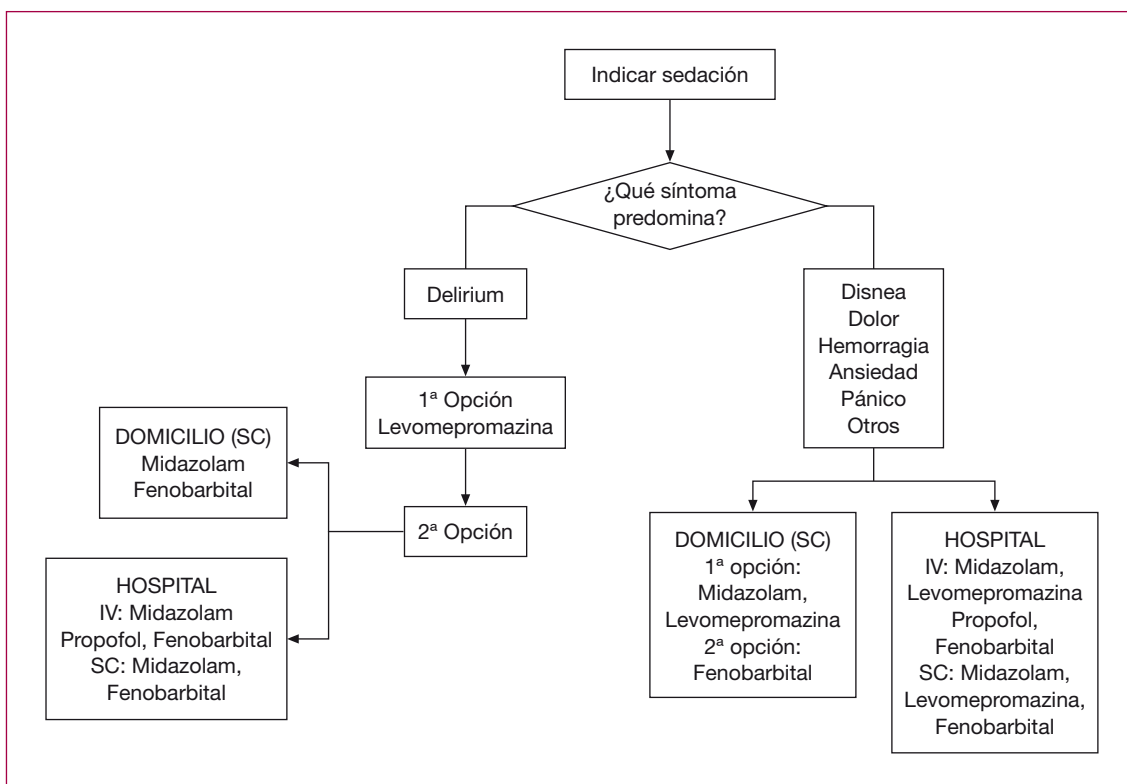 Indicar sedación
¿Qué síntoma
predomina?
Delirium
1ª Opción
Levomepromazina
2ª Opción
DOMICILIO (SC)
Midazolam
Fenobarbital
HOSPITAL
IV: Midazolam
Propofol, Fenobarbital
SC: Midazolam,
Fenobarbital
Disnea
Dolor
Hemorragia
Ansiedad
Pánico
Otros
DOMICILIO (SC)
1ª opción:
Midazolam,
Levomepromazina
2ª opción:
Fenobarbital
HOSPITAL
IV: Midazolam,
Levomepromazina
Propofol,
Fenobarbital
SC: Midazolam,
Levomepromazina,
Fenobarbital